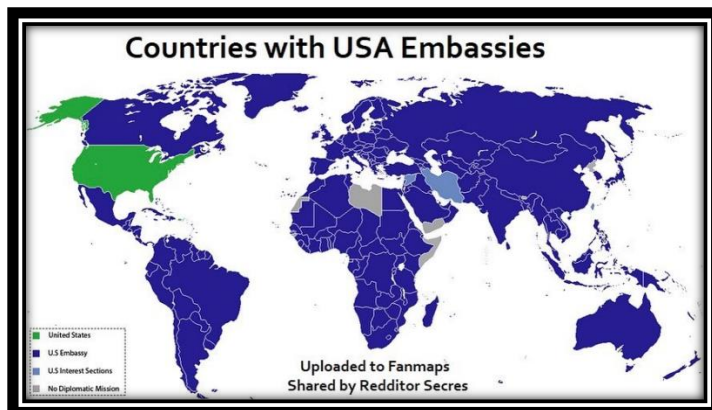 Countries with USA Embassies
United States
U.S Embassy
U.S Interest Sections
No Diplomatic Mission
Uploaded to Fanmaps
Shared by Redditor Secres